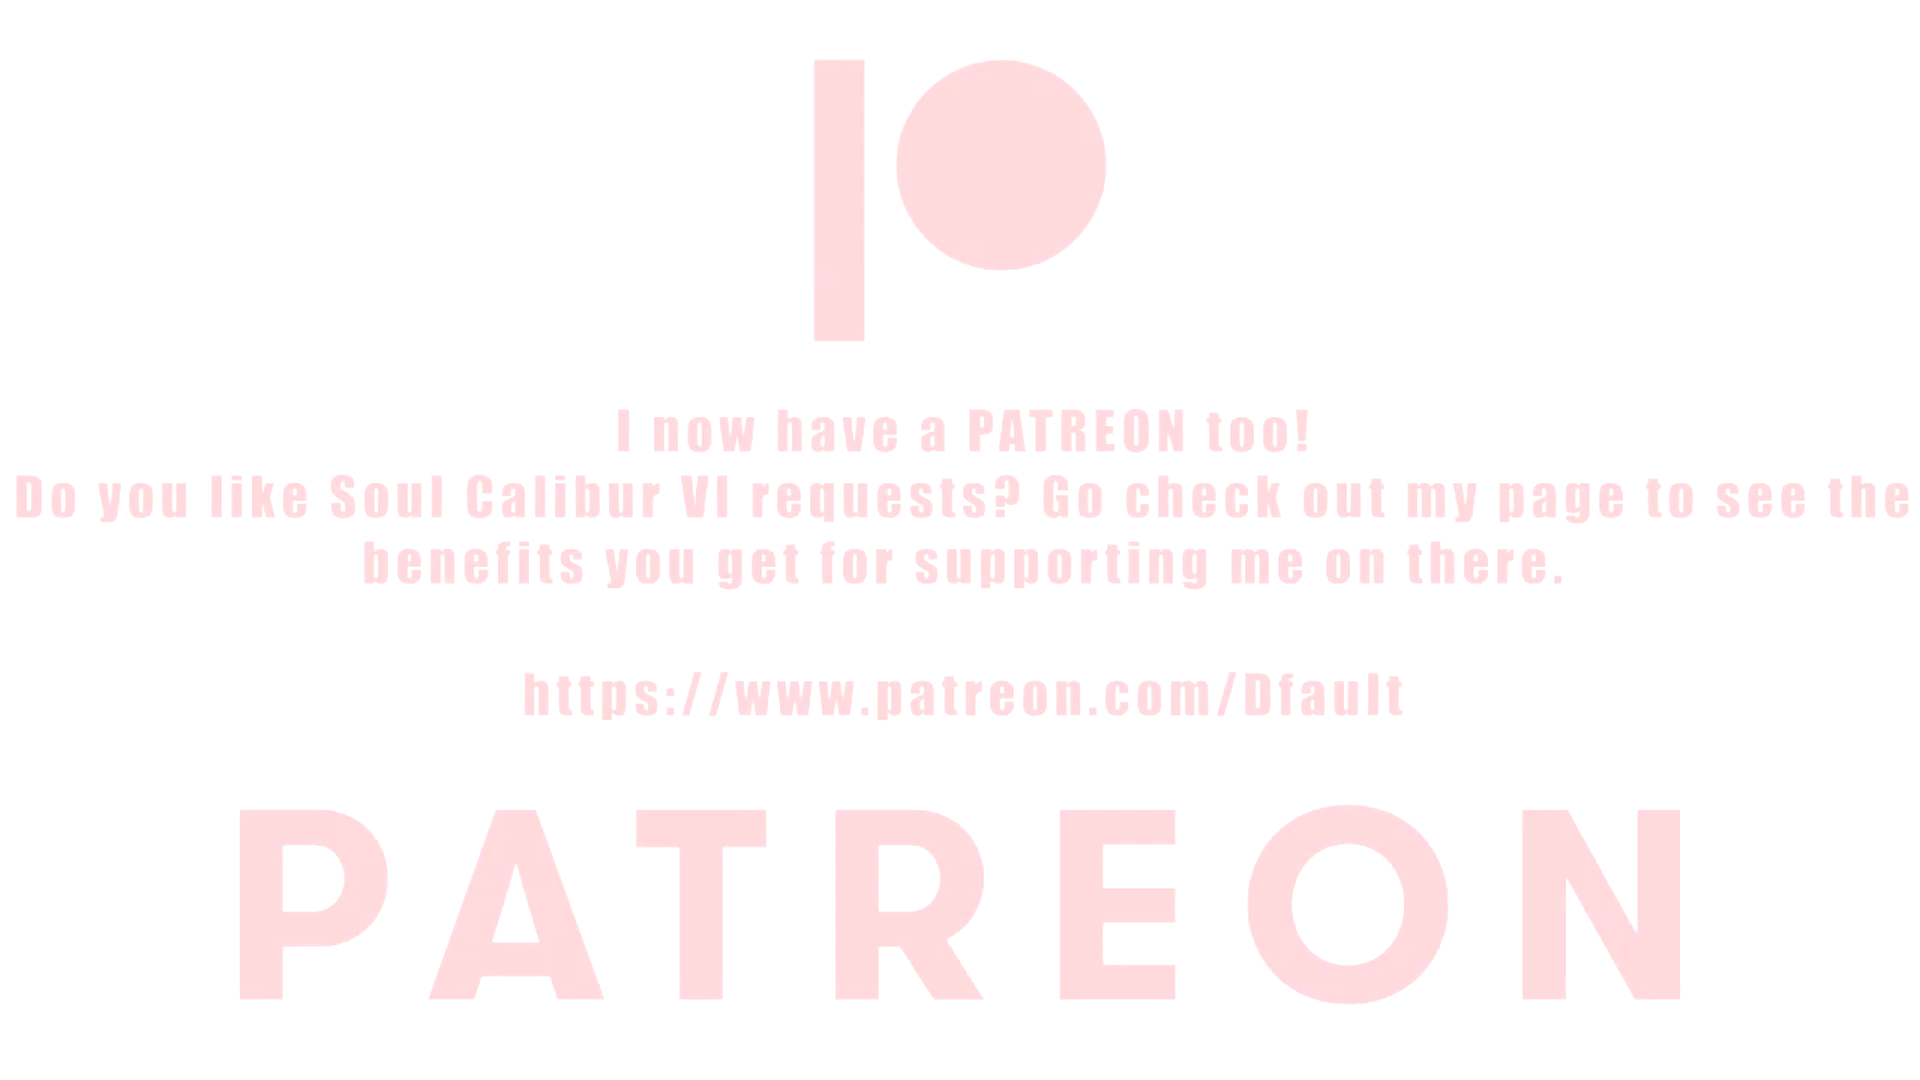 I now have a PATREON too!
Do you like Soul Calibur VI requests? Go check out my page to see the
benefits you get for supporting me on there.
https://www.patreon.com/Dfault
PATREON